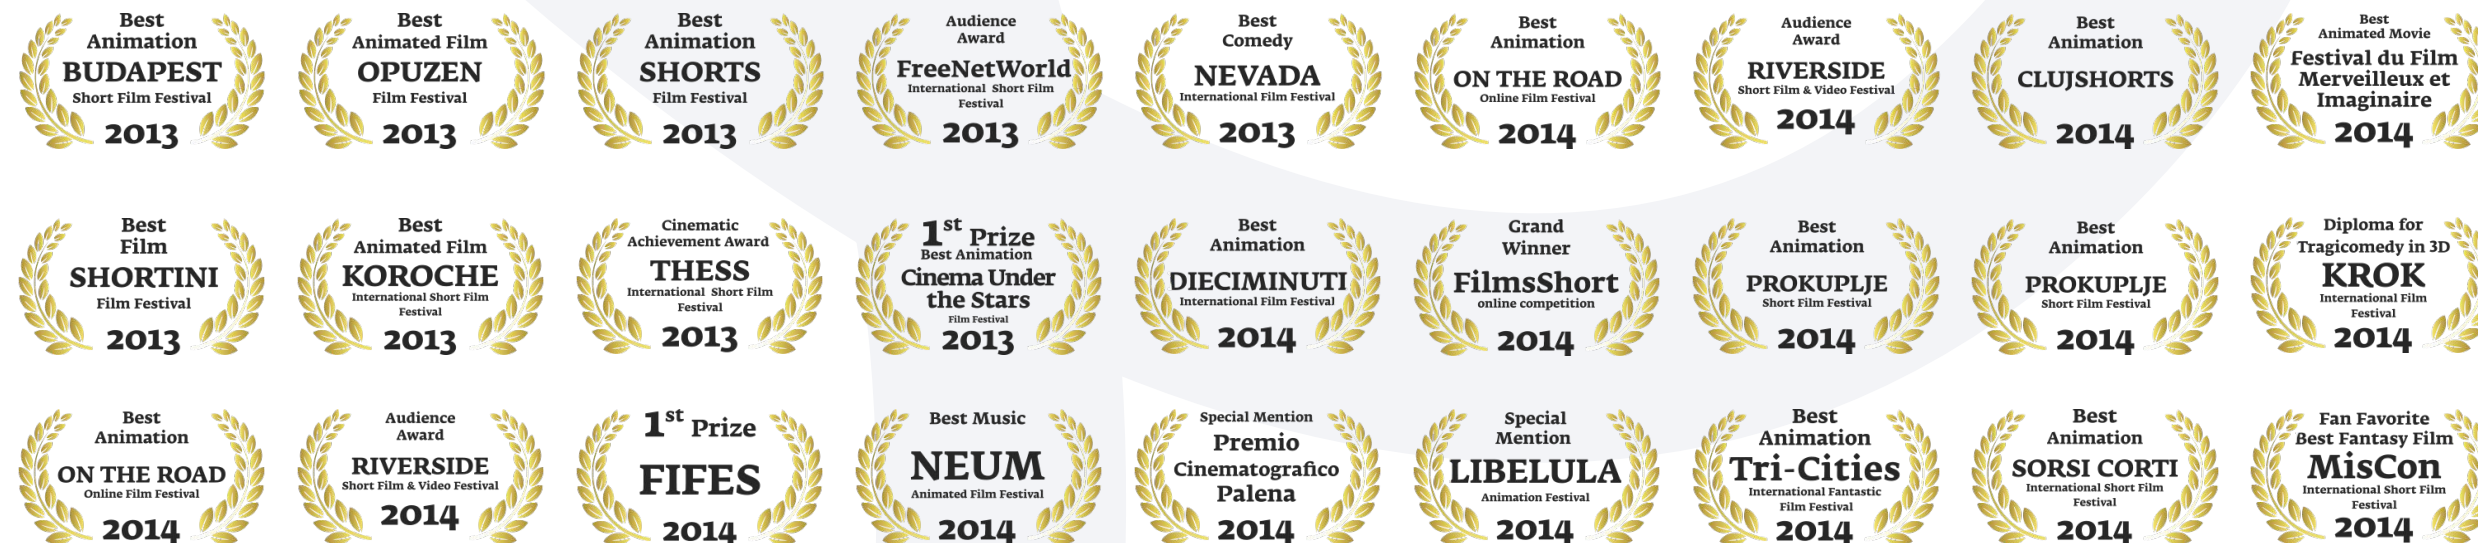 Best
Animation
BUDAPEST
Short Film Festival
2013
Best
Animated Film
OPUZEN
Film Festival
2013
Best
Animation
SHORTS
Film Festival
2013
Audience
Award
FreeNetWorld
International Short Film
Festival
2013
Best
Comedy
NEVADA
International Film Festival
2013
Best
Animation
ON THE ROAD
Online Film Festival
2014
Audience
Award
RIVERSIDE
Short Film & Video Festival
2014
Best
Animation
CLUJSHORTS
2014
Best
Animated Movie
Festival du Film
Merveilleux et
Imaginaire
2014
Best
Film
SHORTINI
Film Festival
2013
Best
Animated Film
KOROCHE
International Short Film
Festival
2013
Cinematic
Achievement Award
THESS
International Short Film
Festival
2013
1st Prize
Best Animation
Cinema Under
the Stars
Film Festival
2013
Best
Animation
DIECIMINUTI
International Film Festival
2014
Grand
Winner
FilmsShort
online competition
2014
Best
Animation
PROKUPLJE
Short Film Festival
2014
Best
Animation
PROKUPLJE
Short Film Festival
2014
Diploma for
Tragicomedy in 3D
KROK
International Film
Festival
2014
Best
Animation
ON THE ROAD
Online Film Festival
2014
Audience
Award
RIVERSIDE
Short Film & Video Festival
2014
1st Prize
FIFES
2014
Best Music
NEUM
Animated Film Festival
2014
Special Mention
Premio
Cinematografico
Palena
2014
Special
Mention
LIBELULA
Animation Festival
2014
Best
Animation
Tri-Cities
International Fantastic
Film Festival
2014
Best
Animation
SORSI CORTI
International Short Film
Festival
2014
Fan Favorite
Best Fantasy Film
MisCon
International Short Film
Festival
2014